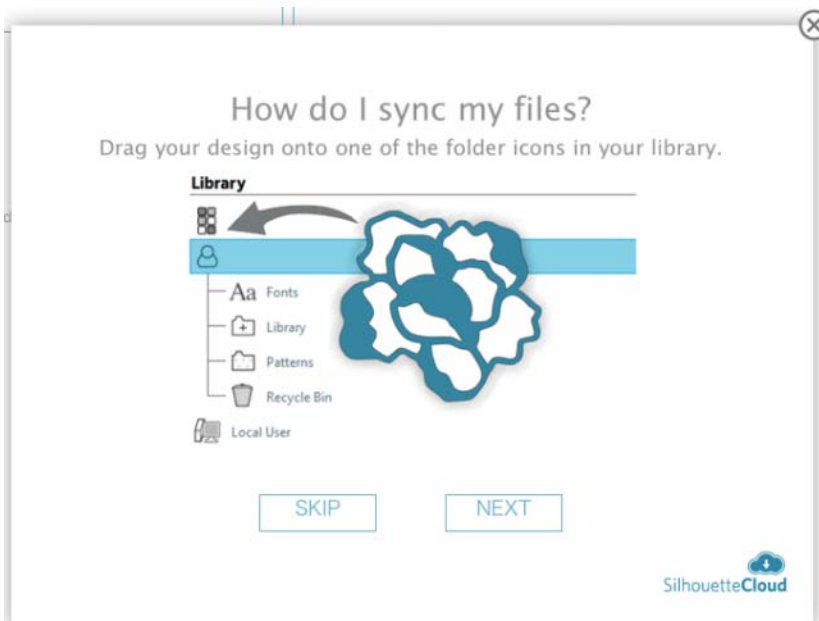 How do I sync my files?
Drag your design onto one of the folder icons in your library.
Library
Aa Fonts
Library
Patterns
Recycle Bin
Local User
SKIP
NEXT
SilhouetteCloud